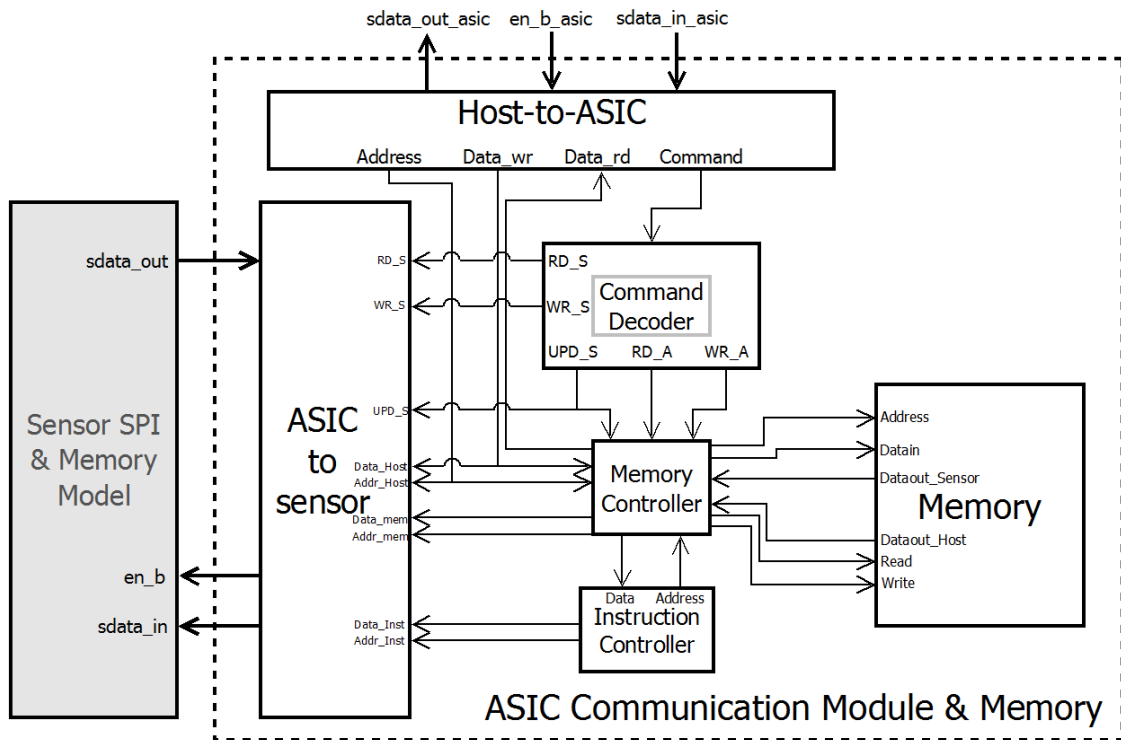 sdata_out_asic en_b_asic sdata_in_asic
Host-to-ASIC
Address Data_wr Data_rd Command
sdata_out
Sensor SPI
& Memory
Model
en_b
sdata_in
RD_S
WR_S
UPD_S
ASIC
to
sensor
Data_Host
Addr_Host
Data_mem
Addr_mem
Data_Inst
Addr_Inst
RD_S
WR_S
Command
Decoder
UPD_S RD_A WR_A
Memory
Controller
Data Address
Instruction
Controller
Address
Datain
Dataout_Sensor
Memory
Dataout_Host
Read
Write
ASIC Communication Module & Memory